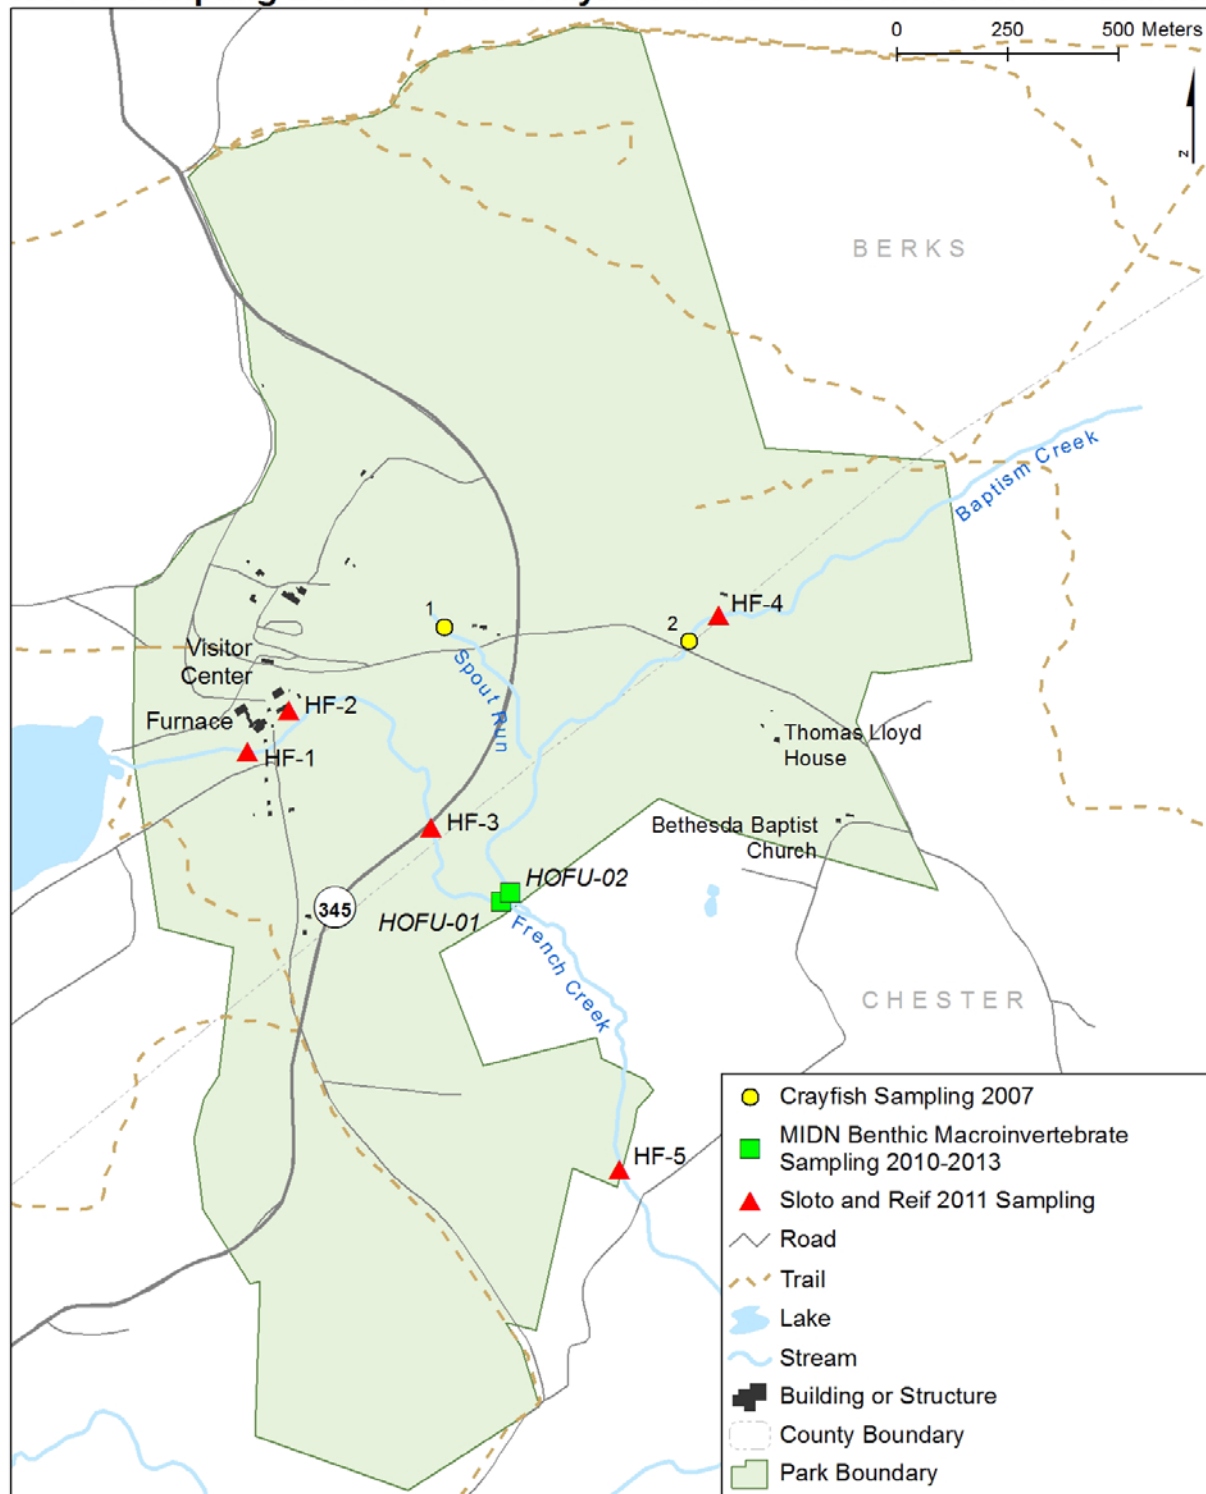 0 250 500 Meters
z
BERKS
Baptism Creek
1
2
HF-4
Spout Run
Visitor
Center
HF-2
Furnace
HF-1
Thomas Lloyd
House
HF-3
Bethesda Baptist
Church
HOFU-02
345
HOFU-01
French Creek
CHESTER
HF-5
Crayfish Sampling 2007
MIDN Benthic Macroinvertebrate
Sampling 2010-2013
Sloto and Reif 2011 Sampling
Road
Trail
Lake
Stream
Building or Structure
County Boundary
Park Boundary